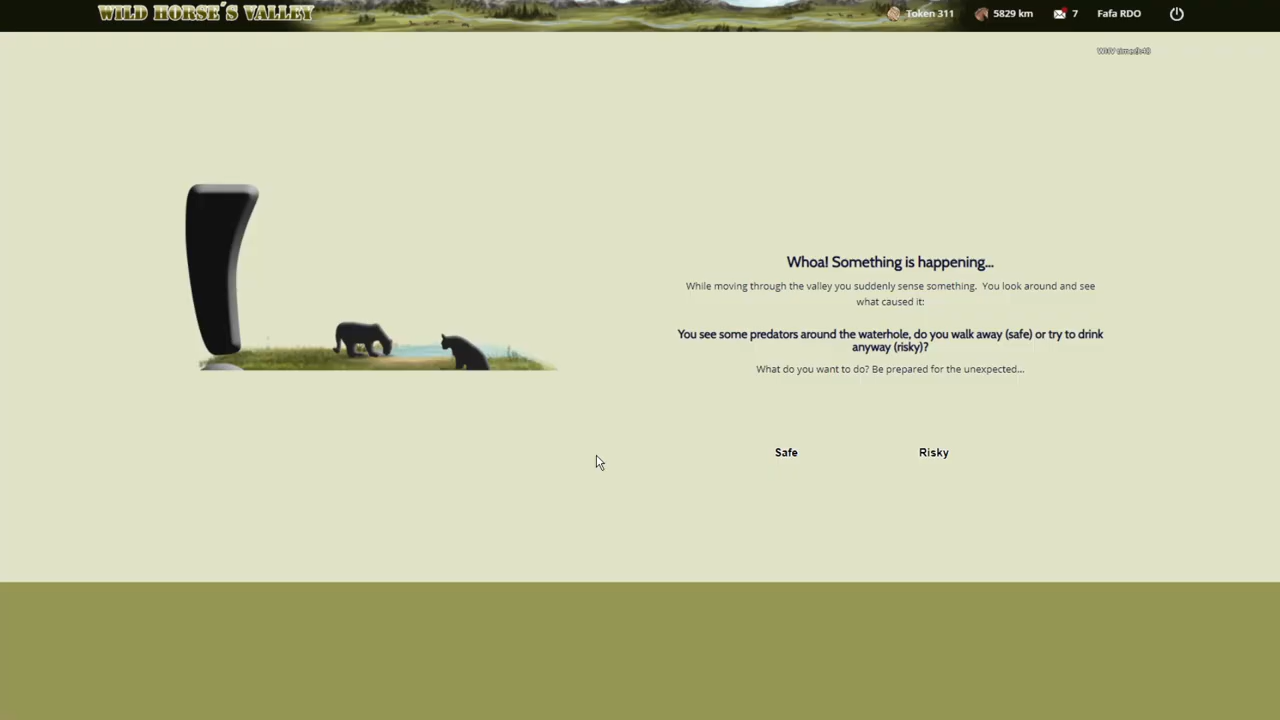 WILD HORSE'S VALLEY
Token 311
5829 km
7
Fafa RDO
Whoa! Something is happening...
While moving through the valley you suddenly sense something. You look around and see
what caused it:
You see some predators around the waterhole, do you walk away (safe) or try to drink
anyway (risky)?
What do you want to do? Be prepared for the unexpected...
Safe
Risky